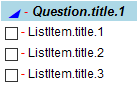 - Question.title.1
- ListItem.title.1
- ListItem.title.2
- ListItem.title.3